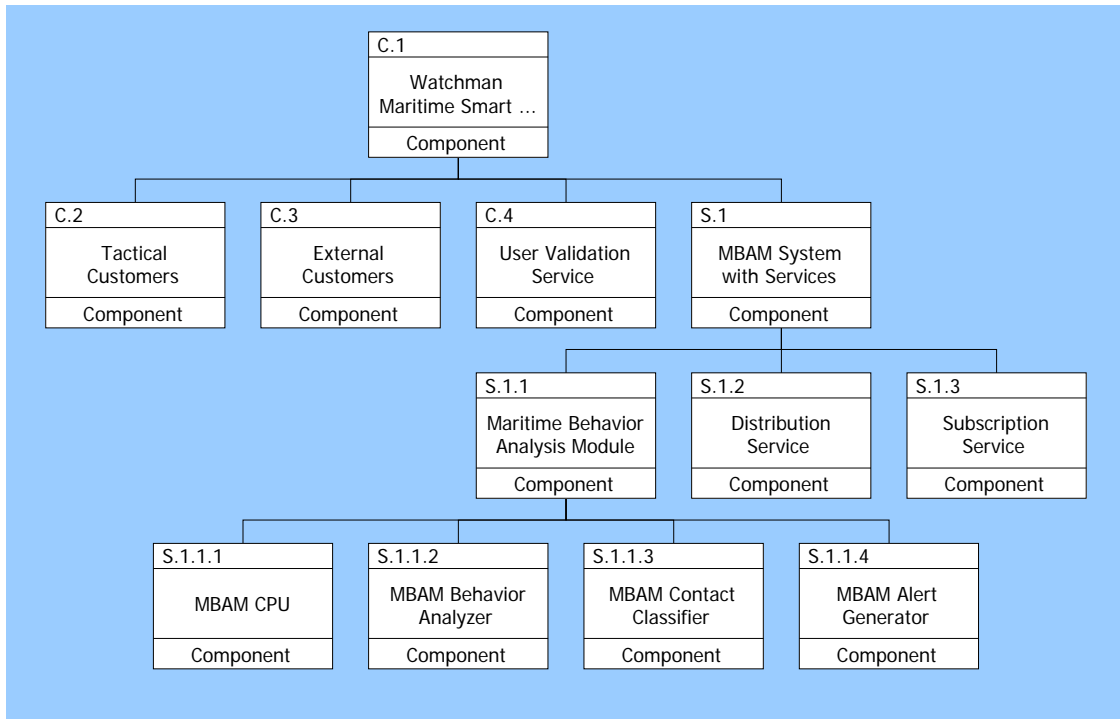 C.1
Watchman
Maritime Smart ...
Component
C.2
Tactical
Customers
Component
C.3
External
Customers
Component
C.4
User Validation
Service
Component
S.1
MBAM System
with Services
Component
S.1.1
Maritime Behavior
Analysis Module
Component
S.1.2
Distribution
Service
Component
S.1.3
Subscription
Service
Component
S.1.1.1
MBAM CPU
Component
S.1.1.2
MBAM Behavior
Analyzer
Component
S.1.1.3
MBAM Contact
Classifier
Component
S.1.1.4
MBAM Alert
Generator
Component